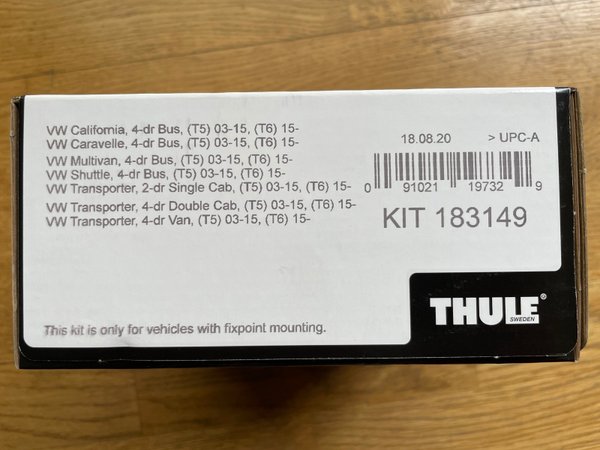 VW California, 4-dr Bus, (T5) 03-15, (T6) 15-
VW Caravelle, 4-dr Bus, (T5) 03-15, (T6) 15-
VW Multivan, 4-dr Bus, (T5) 03-15, (T6) 15-
VW Shuttle, 4-dr Bus, (T5) 03-15, (T6) 15-
VW Transporter, 2-dr Single Cab, (T5) 03-15, (T6) 15-
VW Transporter, 4-dr Double Cab, (T5) 03-15, (T6) 15-
VW Transporter, 4-dr Van, (T5) 03-15, (T6) 15-
18.08.20 > UPC-A
0 91021 19732 9
KIT 183149
THULE®
SWEDEN
This kit is only for vehicles with fixpoint mounting.